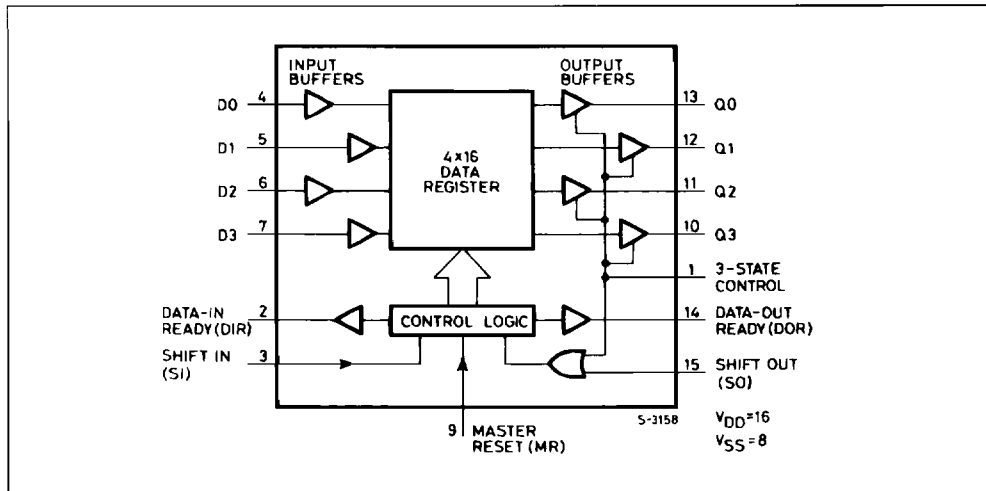 INPUT
BUFFERS
OUTPUT
BUFFERS
D0 4
13 Q0
D1 5
12 Q1
4×16
DATA
REGISTER
D2 6
11 Q2
D3 7
10 Q3
1 3-STATE
CONTROL
DATA-IN
READY(DIR)
2
CONTROL LOGIC
14 DATA-OUT
READY(DOR)
SHIFT IN
(SI)
3
15 SHIFT OUT
(SO)
S-3158
9 MASTER
RESET (MR)
VDD=16
VSS=8